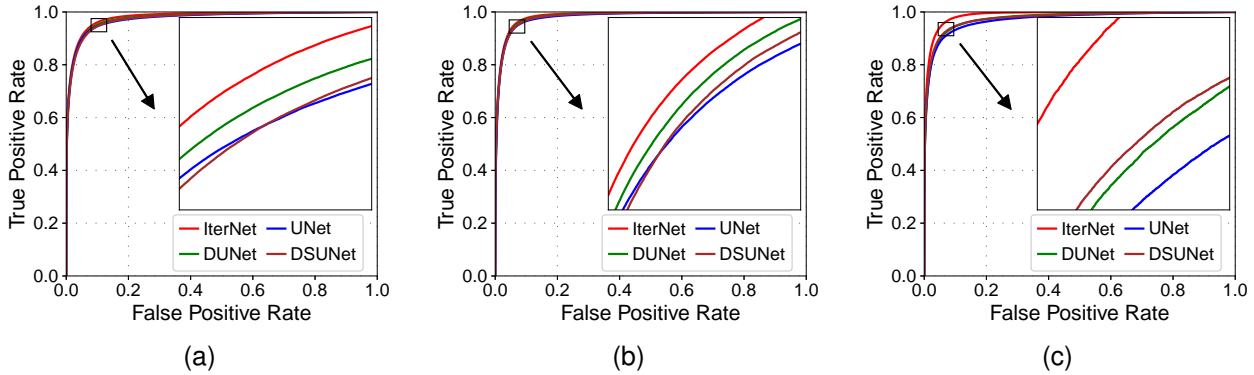 1.0
0.8
0.6
0.4
0.2
0.0
True Positive Rate
IterNet
UNet
DUNet
DSUNet
0.0 0.2 0.4 0.6 0.8 1.0
False Positive Rate
(a)
1.0
0.8
0.6
0.4
0.2
0.0
True Positive Rate
IterNet
UNet
DUNet
DSUNet
0.0 0.2 0.4 0.6 0.8 1.0
False Positive Rate
(b)
1.0
0.8
0.6
0.4
0.2
0.0
True Positive Rate
IterNet
UNet
DUNet
DSUNet
0.0 0.2 0.4 0.6 0.8 1.0
False Positive Rate
(c)